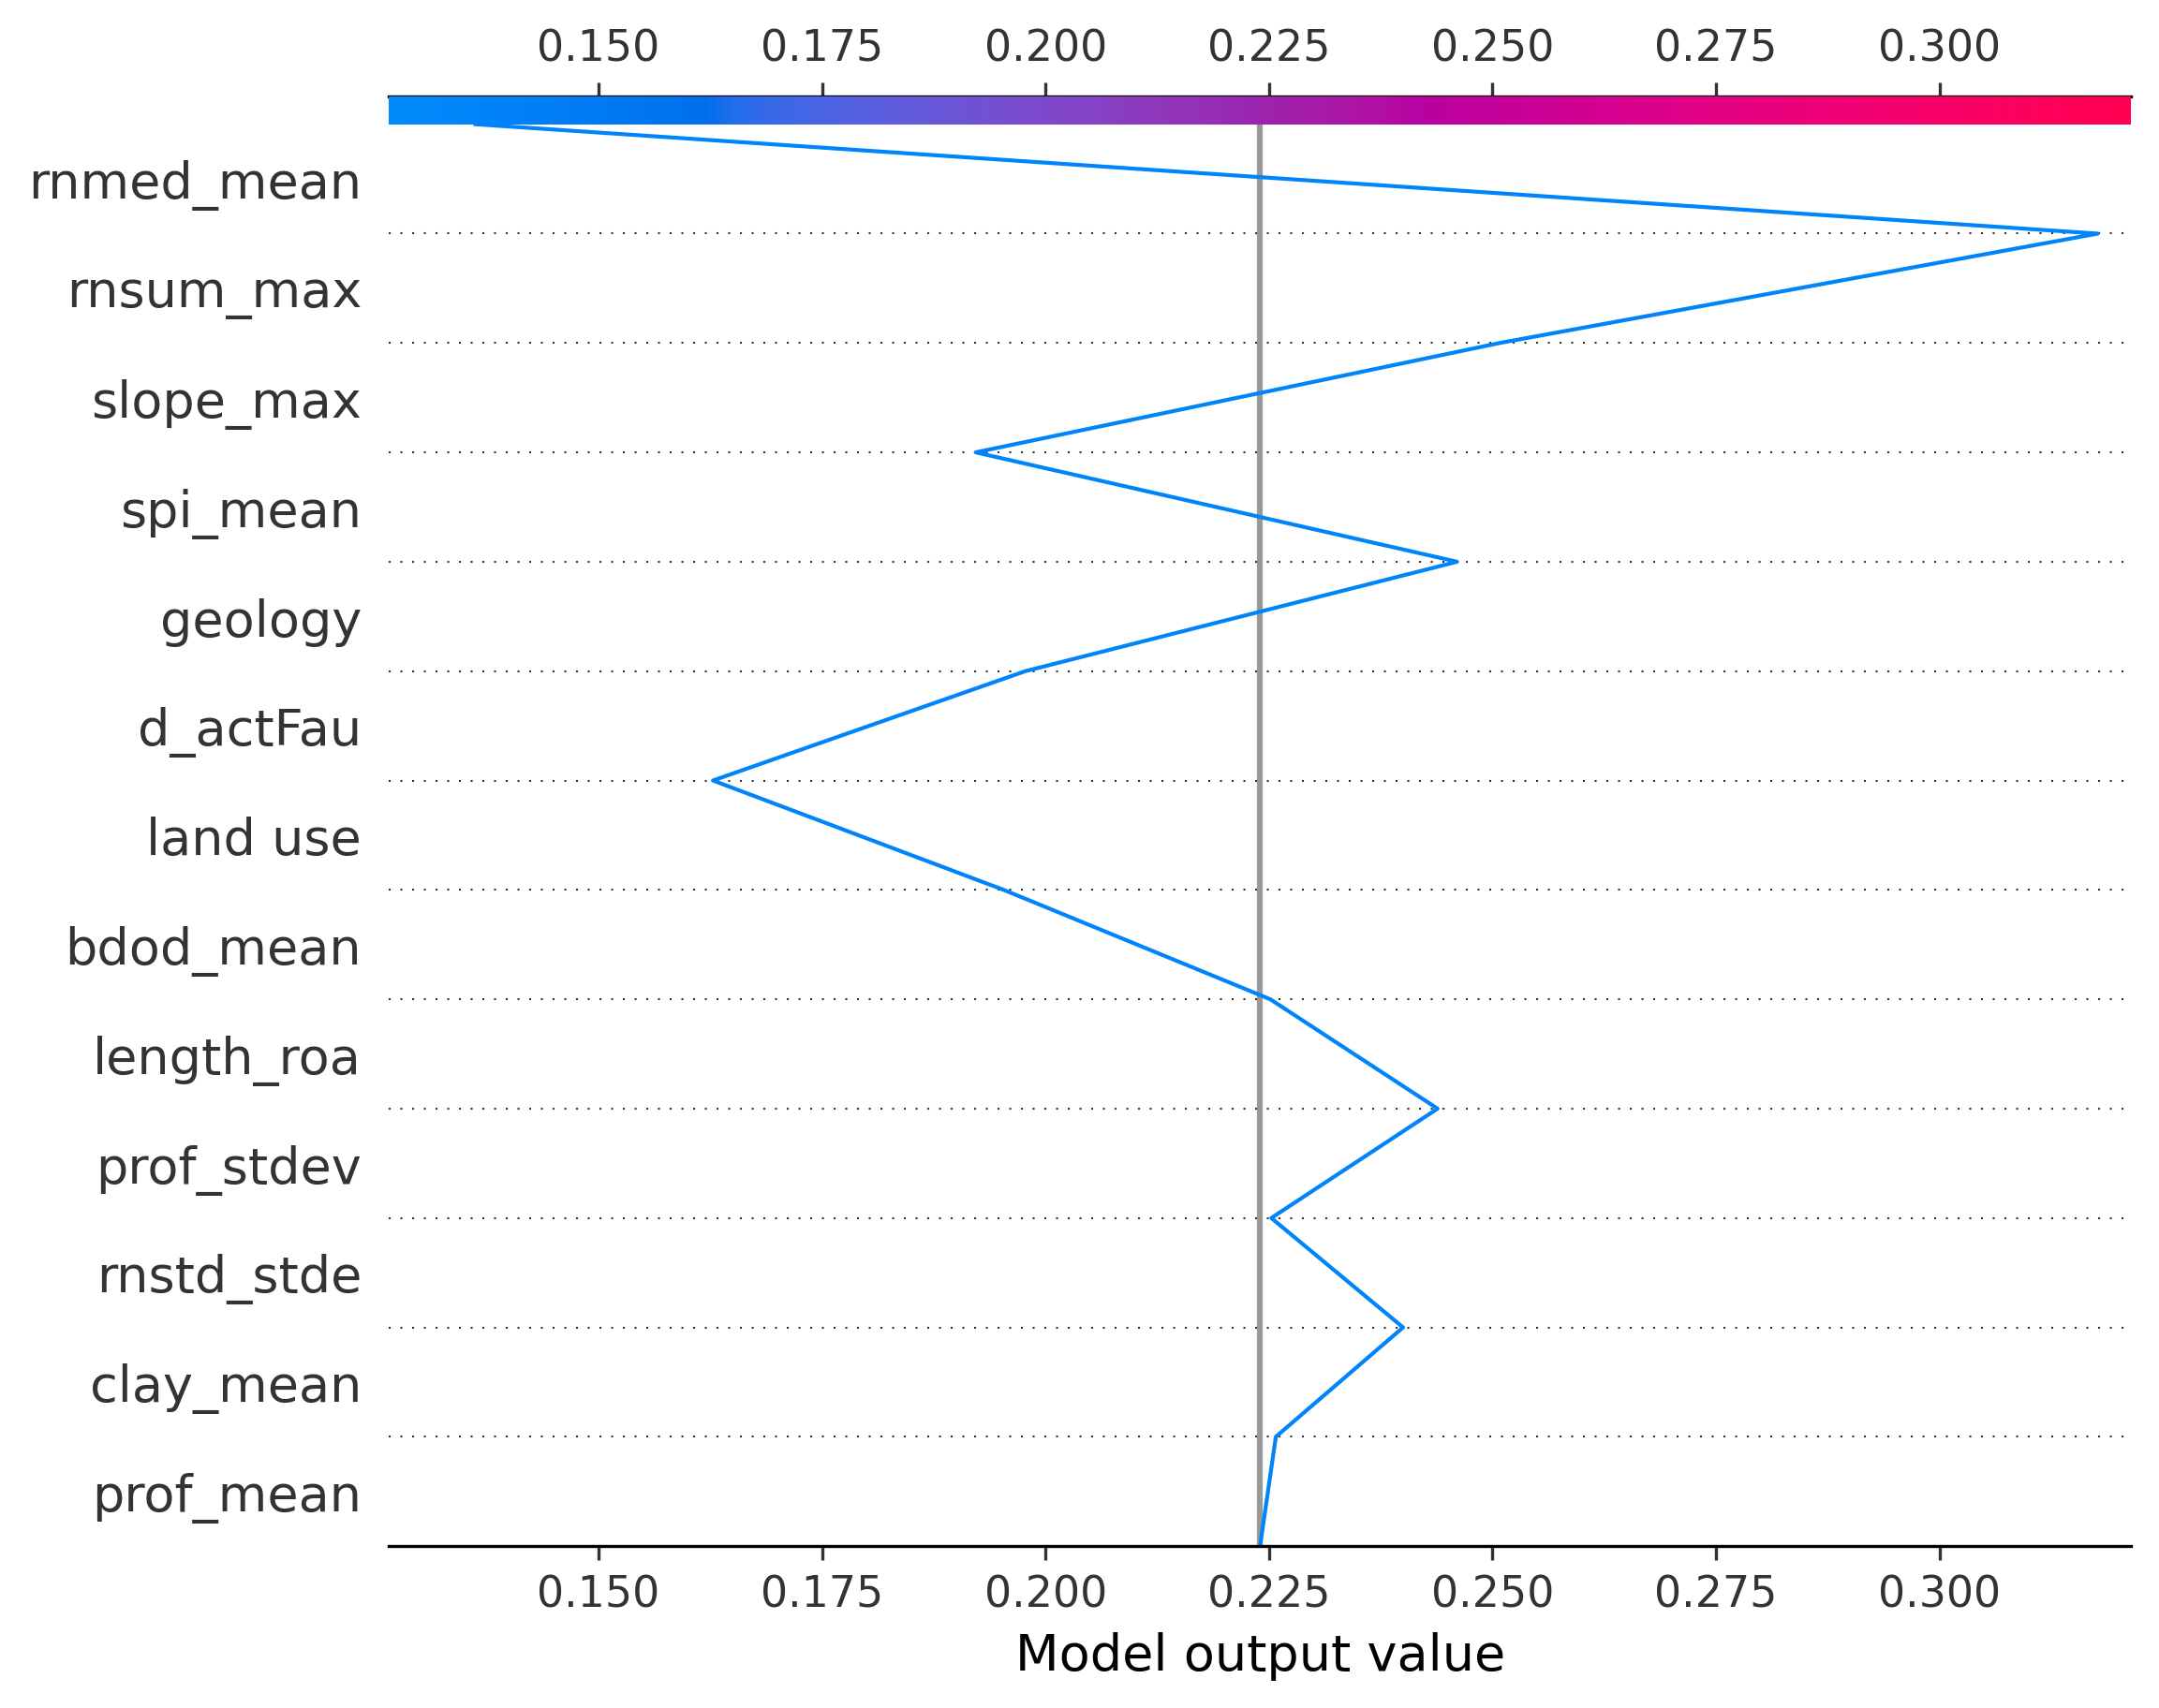 0.150 0.175 0.200 0.225 0.250 0.275 0.300
rnmed_mean
rnsum_max
slope_max
spi_mean
geology
d_actFau
land use
bdod_mean
length_roa
prof_stdev
rnstd_stde
clay_mean
prof_mean
0.150 0.175 0.200 0.225 0.250 0.275 0.300
Model output value